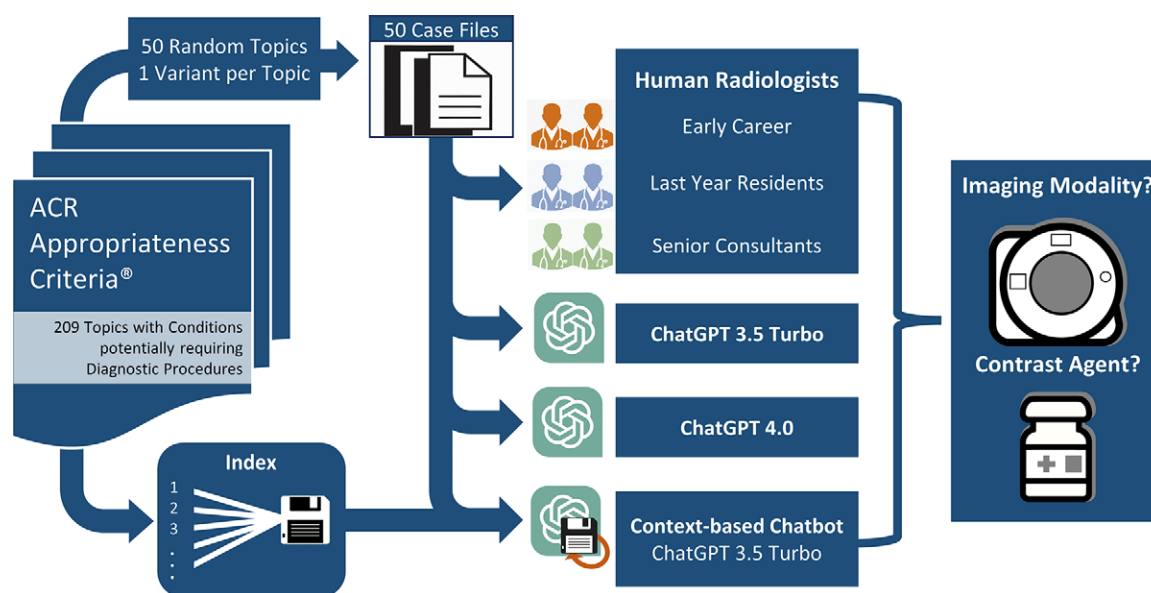 50 Random Topics
1 Variant per Topic
50 Case Files
ACR
Appropriateness
Criteria®
209 Topics with Conditions
potentially requiring
Diagnostic Procedures
Index
1
2
3
.
.
.
Human Radiologists
Early Career
Last Year Residents
Senior Consultants
ChatGPT 3.5 Turbo
ChatGPT 4.0
Context-based Chatbot
ChatGPT 3.5 Turbo
Imaging Modality?
Contrast Agent?